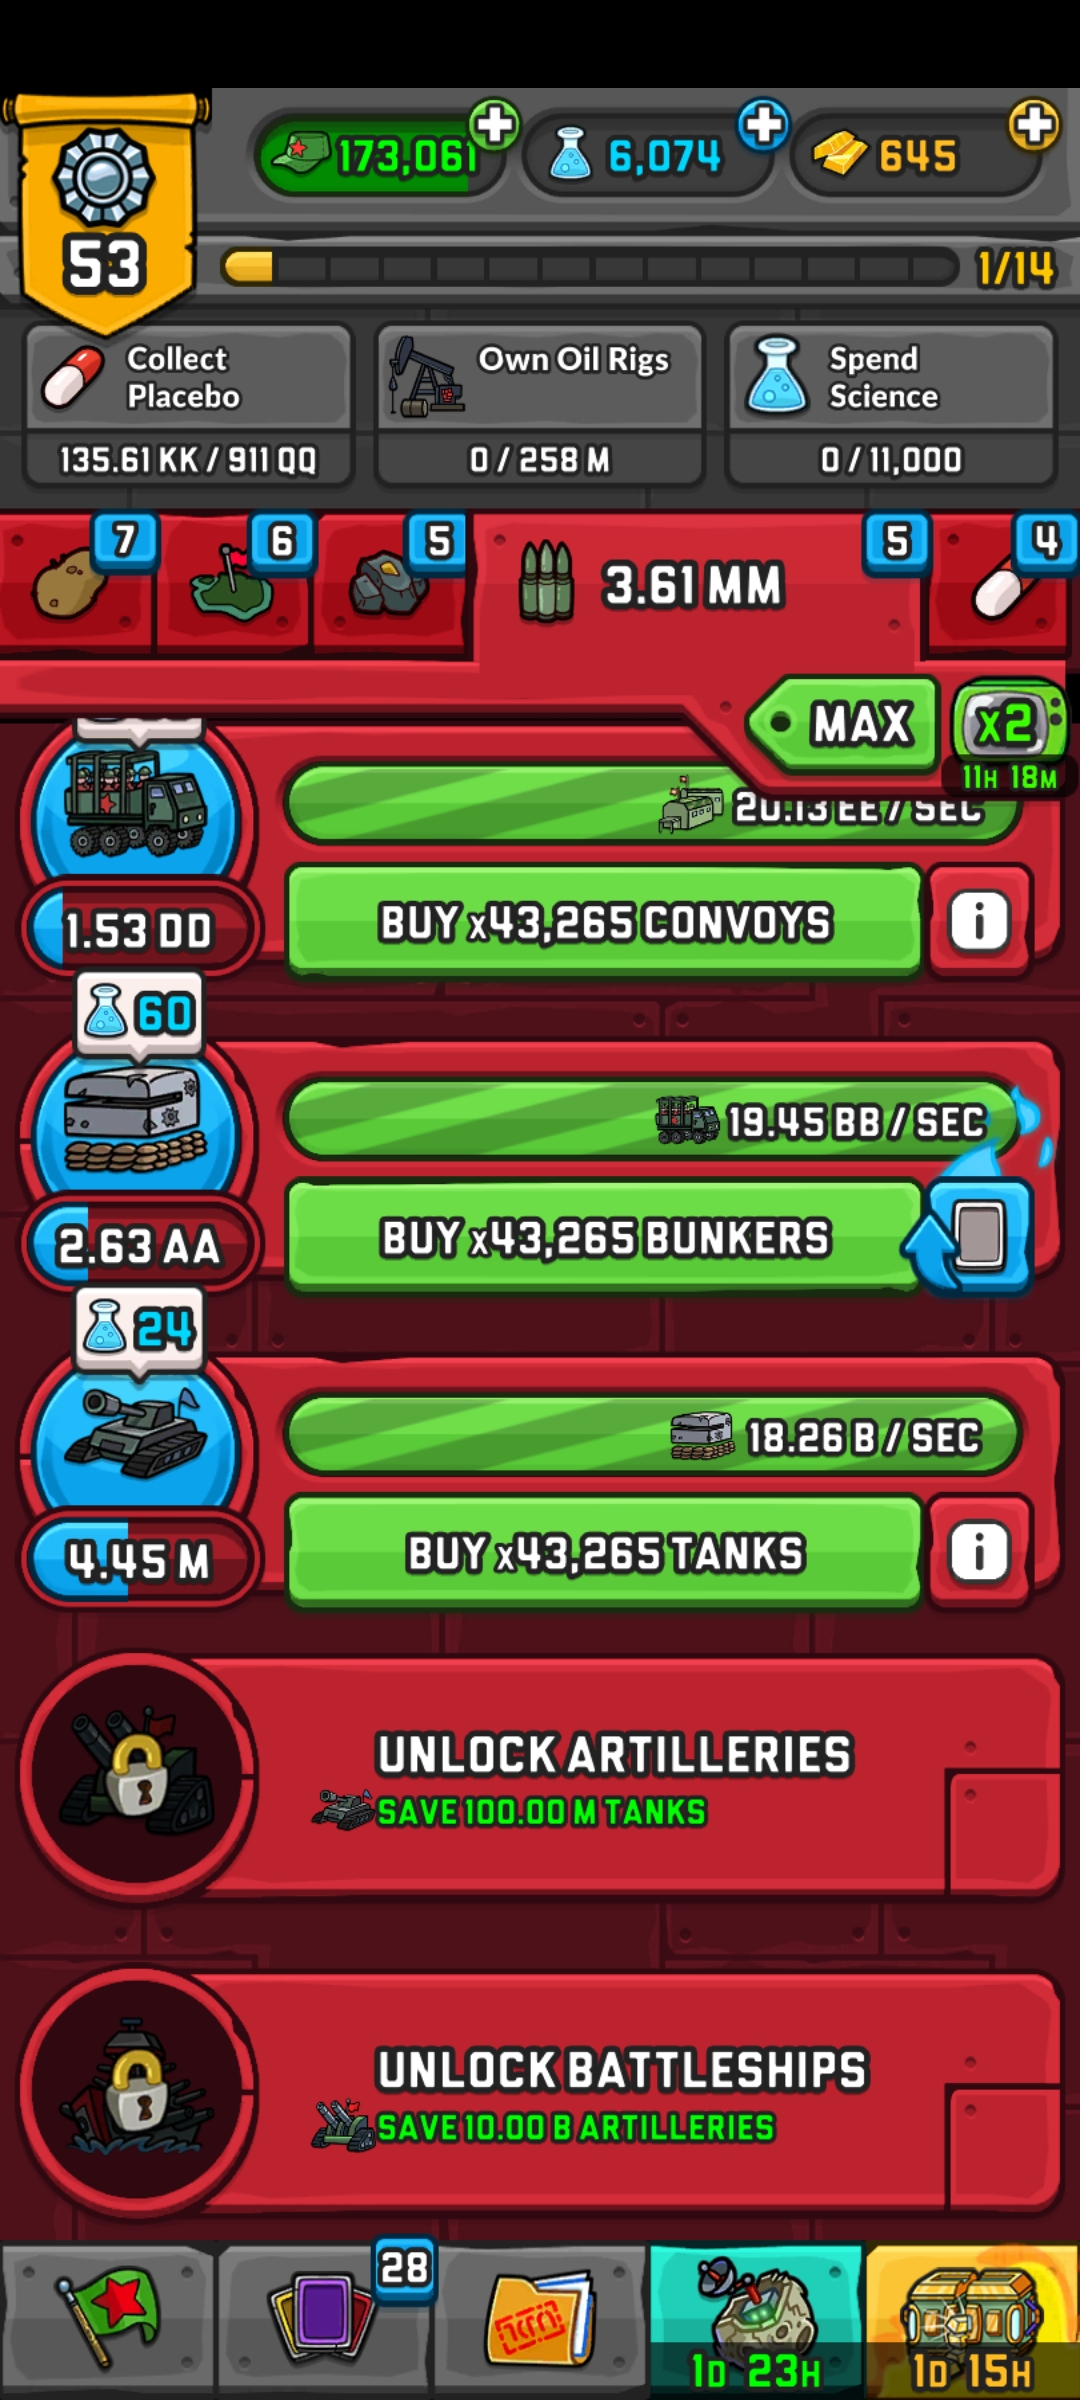 173,061
6,074
645
53
1/14
Collect
Placebo
135.61 KK / 911 QQ
Own Oil Rigs
0 / 258 M
Spend
Science
0 / 11,000
7
6
5
3.61 MM
5
4
MAX
x2
11H 18M
20.13 EE / SEC
1.53 DD
BUY x43,265 CONVOYS
i
60
19.45 BB / SEC
2.63 AA
BUY x43,265 BUNKERS
24
18.26 B / SEC
4.45 M
BUY x43,265 TANKS
i
UNLOCK ARTILLERIES
SAVE 100.00 M TANKS
UNLOCK BATTLESHIPS
SAVE 10.00 B ARTILLERIES
28
1D 23H
1D 15H